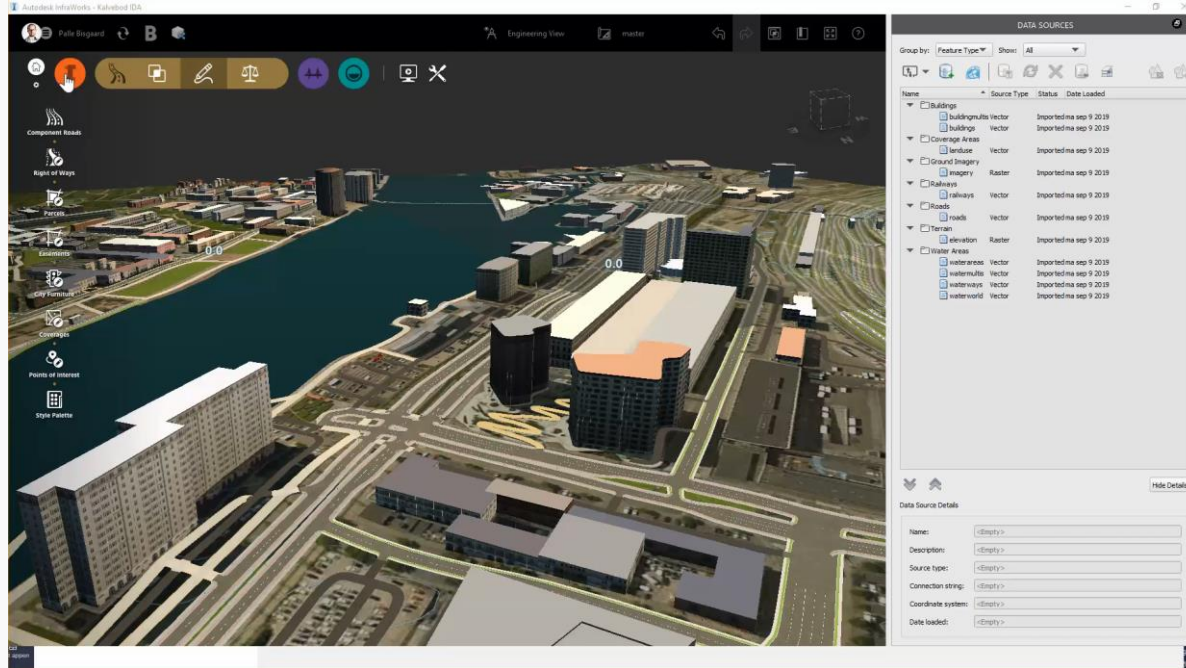 Autodesk InfraWorks - Kalvebod IDA
Palle Bisgaard
Engineering View
master
DATA SOURCES
Group by: Feature Type Show: All
Name Source Type Status Date Loaded
Buildings
buildingmultis Vector Imported ma sep 9 2019
buildings Vector Imported ma sep 9 2019
Coverage Areas
landuse Vector Imported ma sep 9 2019
Ground Imagery
imagery Raster Imported ma sep 9 2019
Railways
railways Vector Imported ma sep 9 2019
Roads
roads Vector Imported ma sep 9 2019
Terrain
elevation Raster Imported ma sep 9 2019
Water Areas
waterareas Vector Imported ma sep 9 2019
watermultis Vector Imported ma sep 9 2019
waterways Vector Imported ma sep 9 2019
waterworld Vector Imported ma sep 9 2019
Component Roads
Right of Ways
Parcels
Easements
City Furniture
Coverages
Points of Interest
Style Palette
0.0
0.0
Hide Details
Data Source Details
Name: <Empty>
Description: <Empty>
Source type: <Empty>
Connection string: <Empty>
Coordinate system: <Empty>
Date loaded: <Empty>